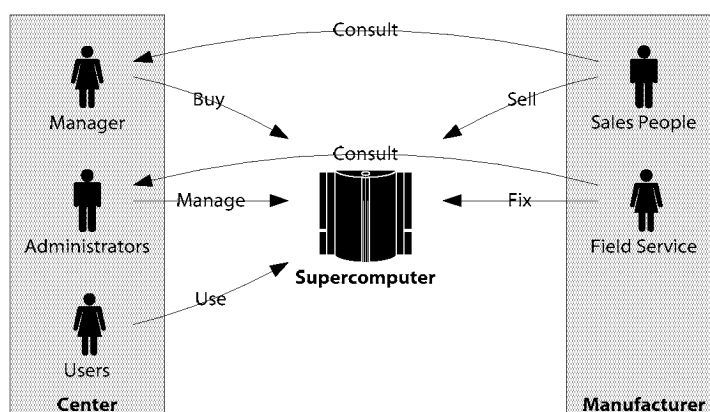 Consult
Buy
Sell
Manager
Sales People
Consult
Manage
Fix
Administrators
Field Service
Supercomputer
Use
Users
Center
Manufacturer